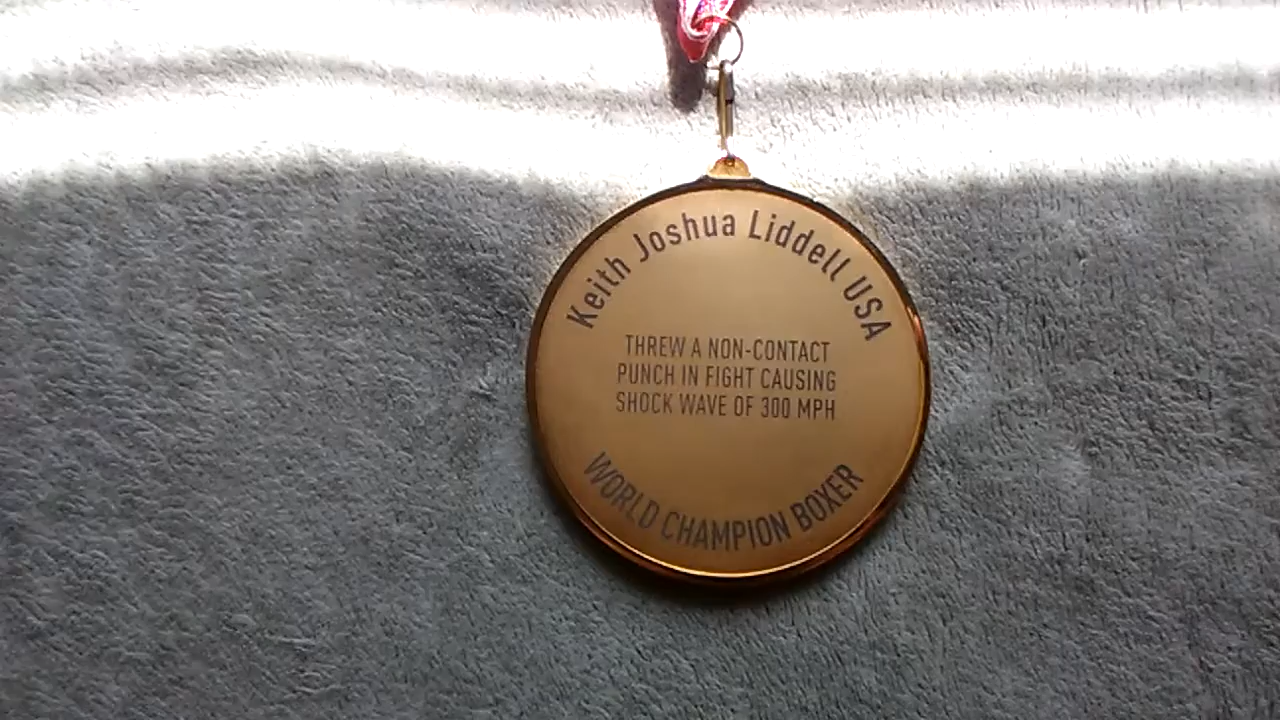 Keith Joshua Liddell USA
THREW A NON-CONTACT
PUNCH IN FIGHT CAUSING
SHOCK WAVE OF 300 MPH
WORLD CHAMPION BOXER